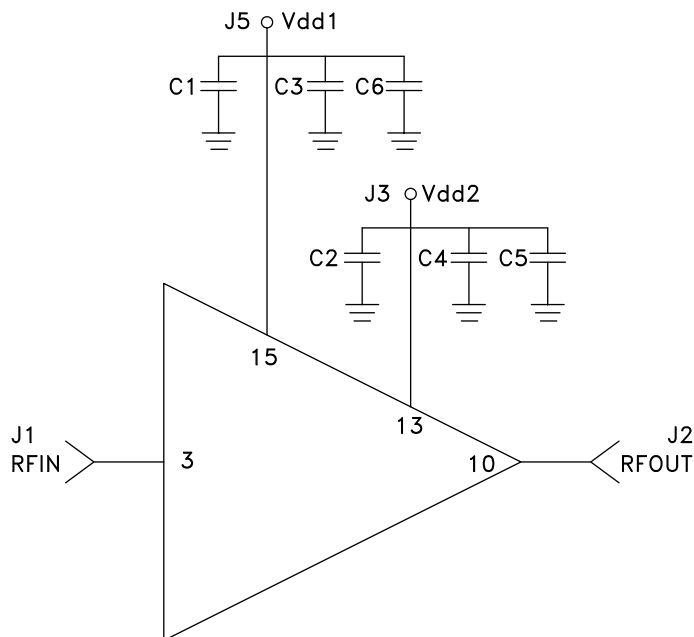 J5 Vdd1
C1 C3 C6
J3 Vdd2
C2 C4 C5
15
13
J1
RFIN
3
10
J2
RFOUT